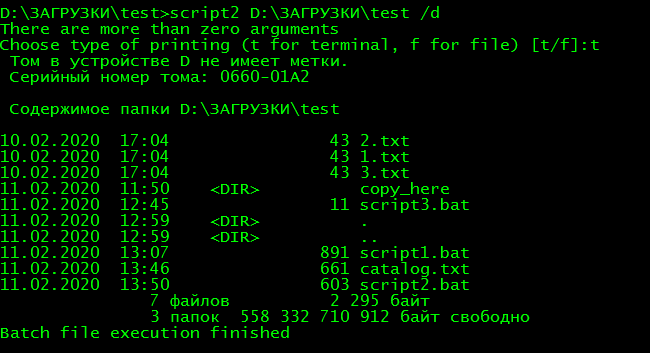 D:\ЗАГРУЗКИ\test>script2 D:\ЗАГРУЗКИ\test /d
There are more than zero arguments
Choose type of printing (t for terminal, f for file) [t/f]:t
Том в устройстве D не имеет метки.
Серийный номер тома: 0660-01A2
Содержимое папки D:\ЗАГРУЗКИ\test
10.02.2020 17:04 43 2.txt
10.02.2020 17:04 43 1.txt
10.02.2020 17:04 43 3.txt
11.02.2020 11:50 <DIR> copy_here
11.02.2020 12:45 11 script3.bat
11.02.2020 12:59 <DIR> .
11.02.2020 12:59 <DIR> ..
11.02.2020 13:07 891 script1.bat
11.02.2020 13:46 661 catalog.txt
11.02.2020 13:50 603 script2.bat
7 файлов 2 295 байт
3 папок 558 332 710 912 байт свободно
Batch file execution finished